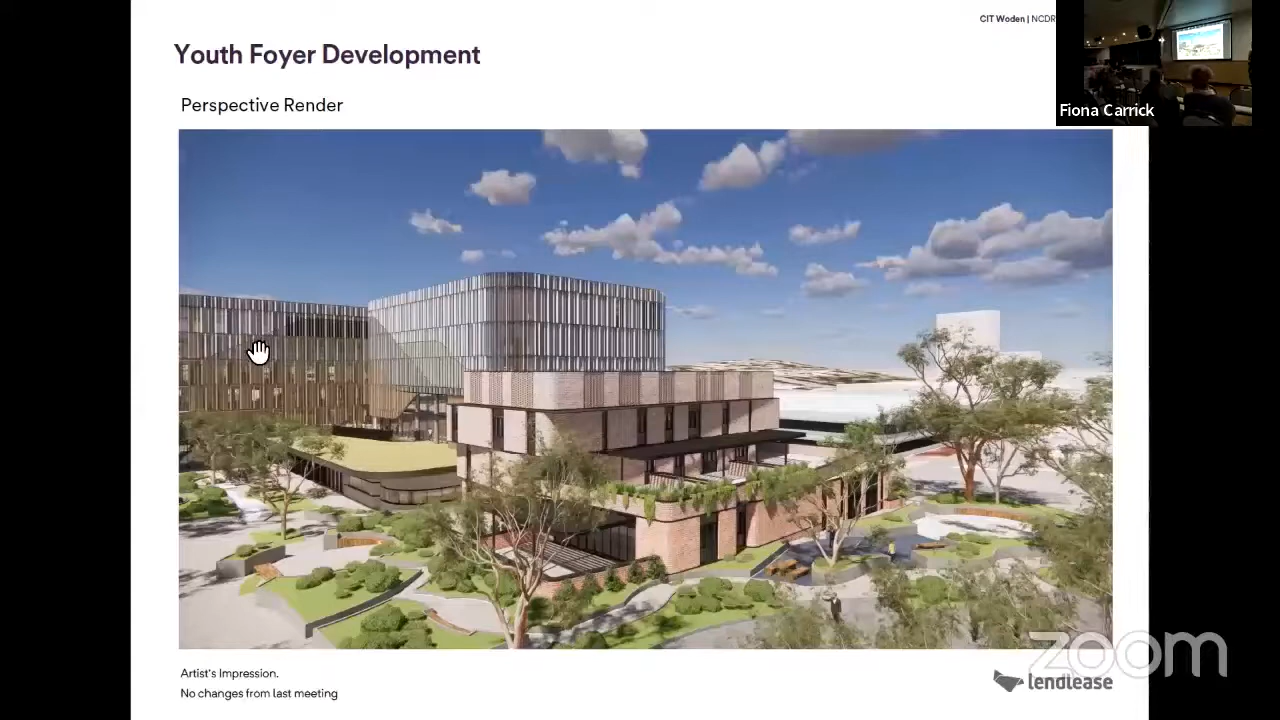 CIT Woden | NCDR
Youth Foyer Development
Perspective Render
Fiona Carrick
Artist's Impression.
No changes from last meeting
zoom
lendlease